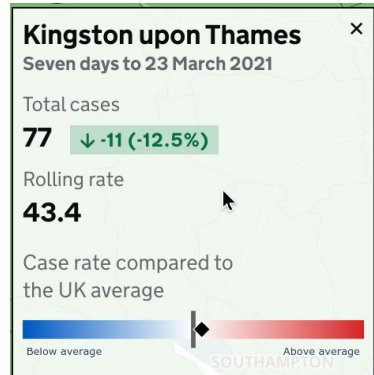 Kingston upon Thames ×
Seven days to 23 March 2021
Total cases
77 ↓ -11 (-12.5%)
Rolling rate
43.4
Case rate compared to
the UK average
Below average Above average
SOUTHAMPTON